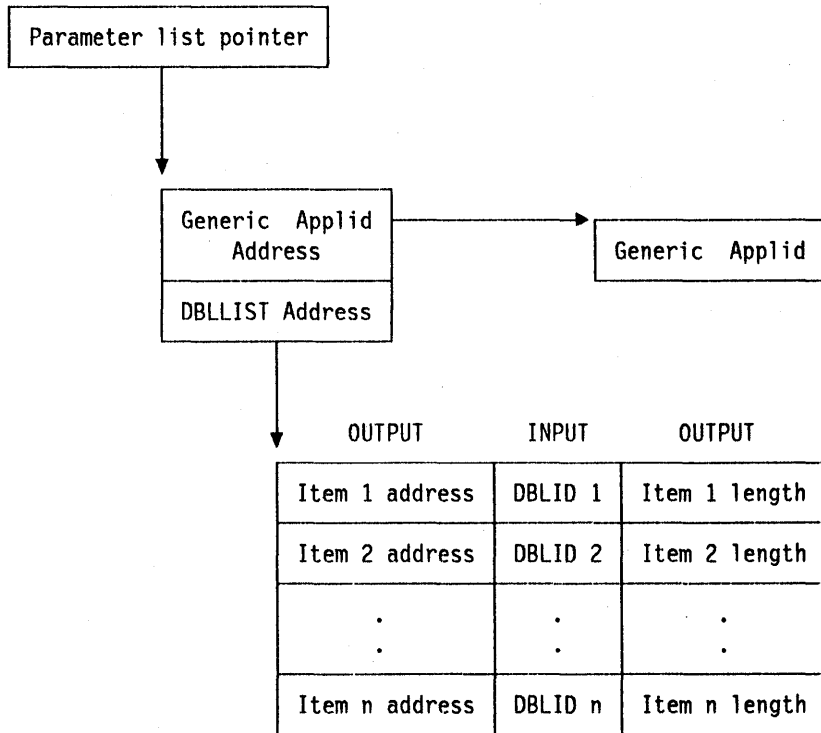 Parameter list pointer
Generic Applid
Address
Generic Applid
DBLLIST Address
OUTPUT INPUT OUTPUT
Item 1 address DBLID 1 Item 1 length
Item 2 address DBLID 2 Item 2 length
. . .
. . .
Item n address DBLID n Item n length